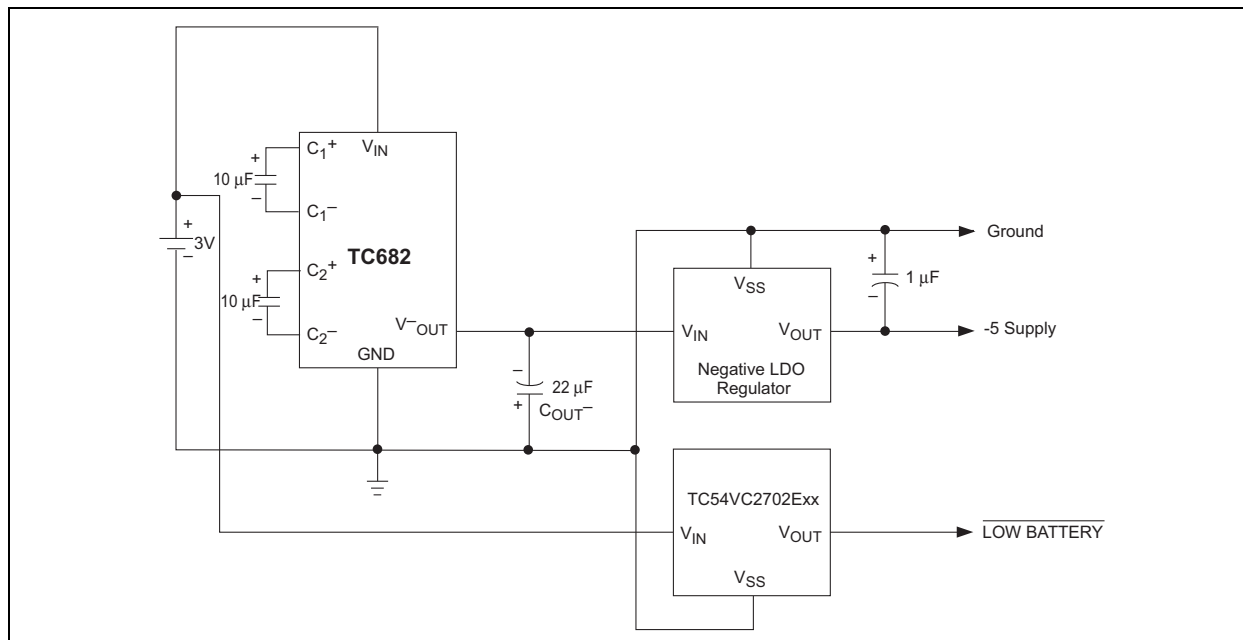 C1+
VIN
+
10 µF
–
C1–
+
3V
–
TC682
+
C2+
10 µF
–
C2–
V–OUT
GND
–
22 µF
+
COUT–
Ground
VSS
+
1 µF
–
VIN
VOUT
-5 Supply
Negative LDO
Regulator
TC54VC2702Exx
VIN
VOUT
LOW BATTERY
VSS